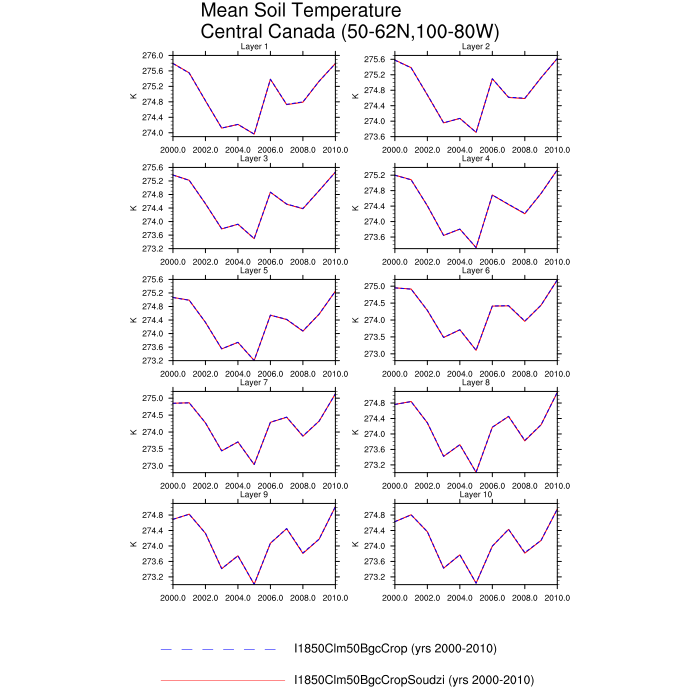 Mean Soil Temperature
Central Canada (50-62N,100-80W)
Layer 1
276.0
275.6
275.2
274.8
274.4
274.0
K
2000.0 2002.0 2004.0 2006.0 2008.0 2010.0
Layer 2
275.6
275.2
274.8
274.4
274.0
273.6
K
2000.0 2002.0 2004.0 2006.0 2008.0 2010.0
Layer 3
275.6
275.2
274.8
274.4
274.0
273.6
273.2
K
2000.0 2002.0 2004.0 2006.0 2008.0 2010.0
Layer 4
275.2
274.8
274.4
274.0
273.6
K
2000.0 2002.0 2004.0 2006.0 2008.0 2010.0
Layer 5
275.6
275.2
274.8
274.4
274.0
273.6
273.2
K
2000.0 2002.0 2004.0 2006.0 2008.0 2010.0
Layer 6
275.0
274.5
274.0
273.5
273.0
K
2000.0 2002.0 2004.0 2006.0 2008.0 2010.0
Layer 7
275.0
274.5
274.0
273.5
273.0
K
2000.0 2002.0 2004.0 2006.0 2008.0 2010.0
Layer 8
274.8
274.4
274.0
273.6
273.2
K
2000.0 2002.0 2004.0 2006.0 2008.0 2010.0
Layer 9
274.8
274.4
274.0
273.6
273.2
K
2000.0 2002.0 2004.0 2006.0 2008.0 2010.0
Layer 10
274.8
274.4
274.0
273.6
273.2
K
2000.0 2002.0 2004.0 2006.0 2008.0 2010.0
I1850Clm50BgcCrop (yrs 2000-2010)
I1850Clm50BgcCropSoudzi (yrs 2000-2010)